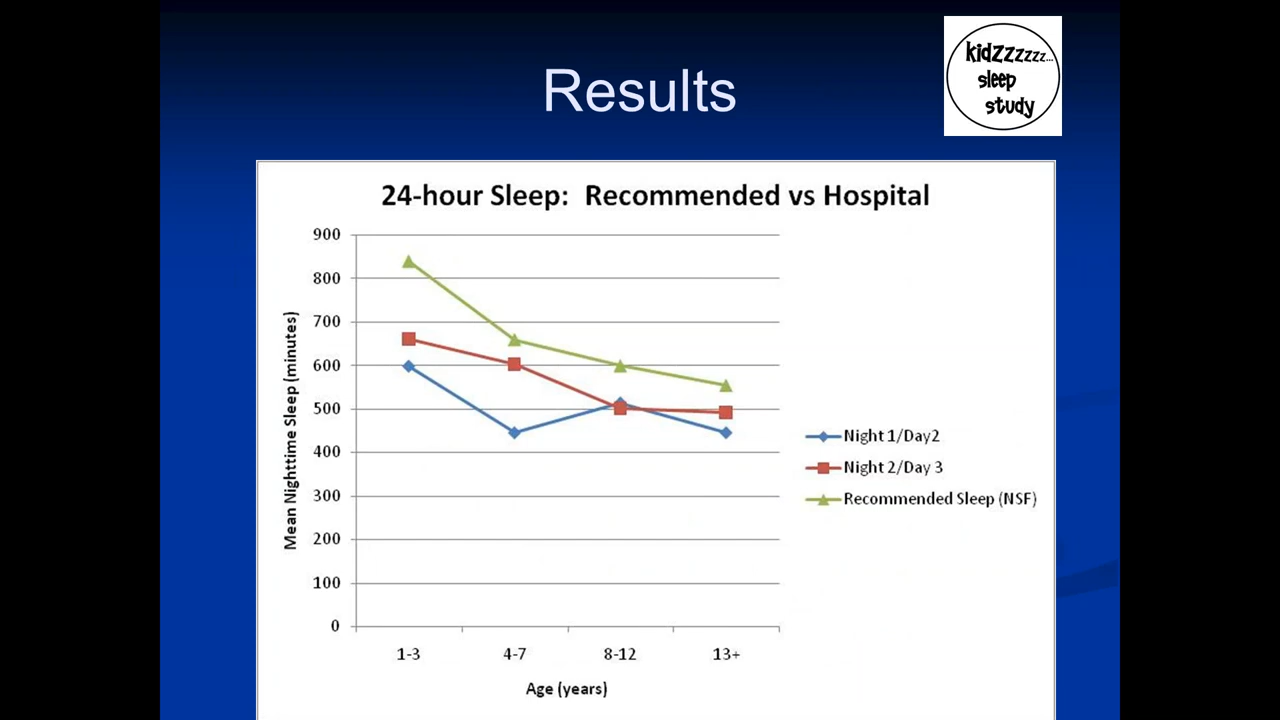 kidzzzzzzz...
sleep
study
Results
24-hour Sleep:  Recommended vs Hospital
Mean Nighttime Sleep (minutes)
900
800
700
600
500
400
300
200
100
0
1-3 4-7 8-12 13+
Age (years)
Night 1/Day2
Night 2/Day 3
Recommended Sleep (NSF)